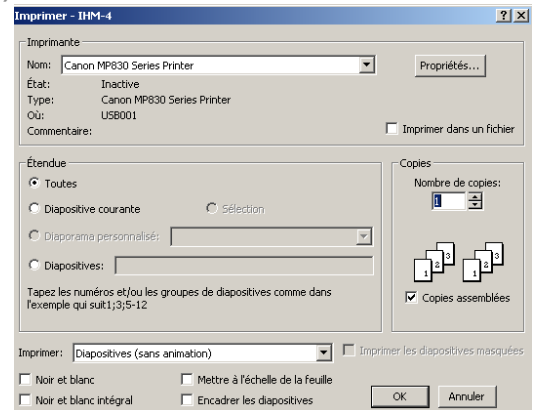 Imprimer - IHM-4
Imprimante
Nom: Canon MP830 Series Printer
Propriétés...
État: Inactive
Type: Canon MP830 Series Printer
Où: USB001
Commentaire:
Imprimer dans un fichier
Étendue
Toutes
Diapositive courante
Sélection
Diaporama personnalisé:
Diapositives:
Tapez les numéros et/ou les groupes de diapositives comme dans
l'exemple qui suit1;3;5-12
Copies
Nombre de copies:
1
1 2 3 1 2 3
Copies assemblées
Imprimer: Diapositives (sans animation)
Imprimer les diapositives masquées
Noir et blanc
Mettre à l'échelle de la feuille
Noir et blanc intégral
Encadrer les diapositives
OK
Annuler